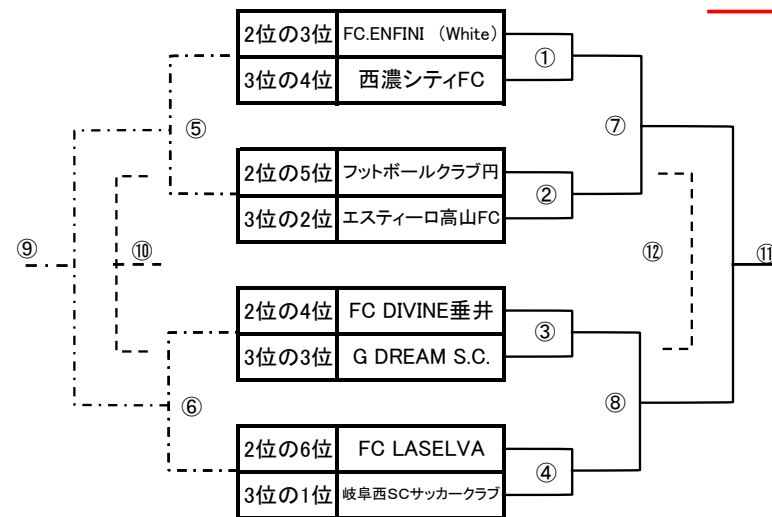 2位の3位 FC.ENFINI (White)
①
3位の4位 西濃シティFC
⑤
⑦
2位の5位 フットボールクラブ円
②
3位の2位 エスティーロ高山FC
⑨
⑩
⑫
⑪
2位の4位 FC DIVINE垂井
③
3位の3位 G DREAM S.C.
⑥
⑧
2位の6位 FC LASELVA
④
3位の1位 岐阜西SCサッカークラブ